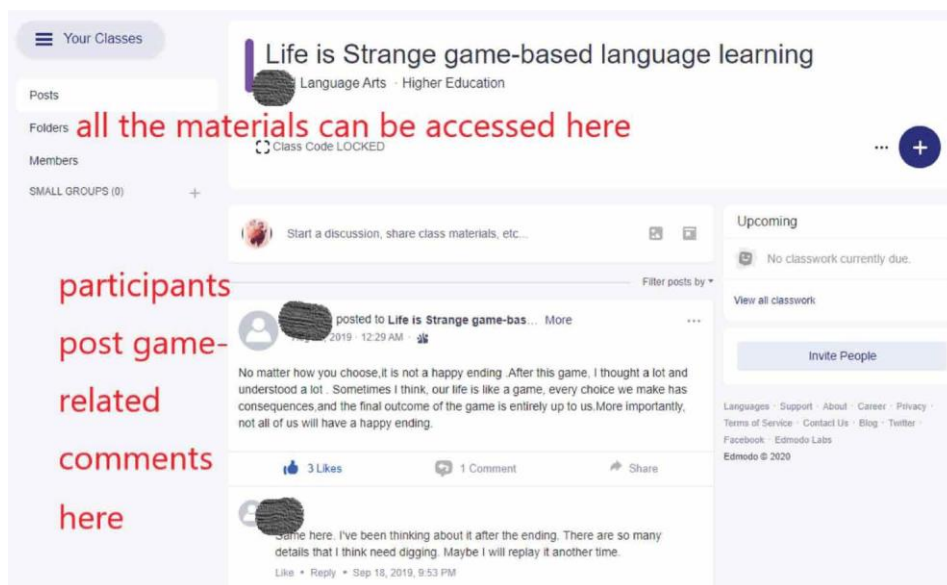 Your Classes
Life is Strange game-based language learning
Language Arts · Higher Education
Posts
Folders
all the materials can be accessed here
Class Code LOCKED
Members
SMALL GROUPS (0)
Start a discussion, share class materials, etc...
Filter posts by
Upcoming
No classwork currently due.
View all classwork
Invite People
Languages · Support · About · Career · Privacy ·
Terms of Service · Contact Us · Blog · Twitter ·
Facebook · Edmodo Labs
Edmodo © 2020
participants
post game-
related
comments
here
posted to Life is Strange game-bas... More
2019 · 12:29 AM ·
No matter how you choose,it is not a happy ending .After this game, I thought a lot and
understood a lot . Sometimes I think, our life is like a game, every choice we make has
consequences,and the final outcome of the game is entirely up to us.More importantly,
not all of us will have a happy ending.
3 Likes
1 Comment
Share
Same here. I've been thinking about it after the ending. There are so many
details that I think need digging. Maybe I will replay it another time.
Like • Reply • Sep 18, 2019, 9:53 PM